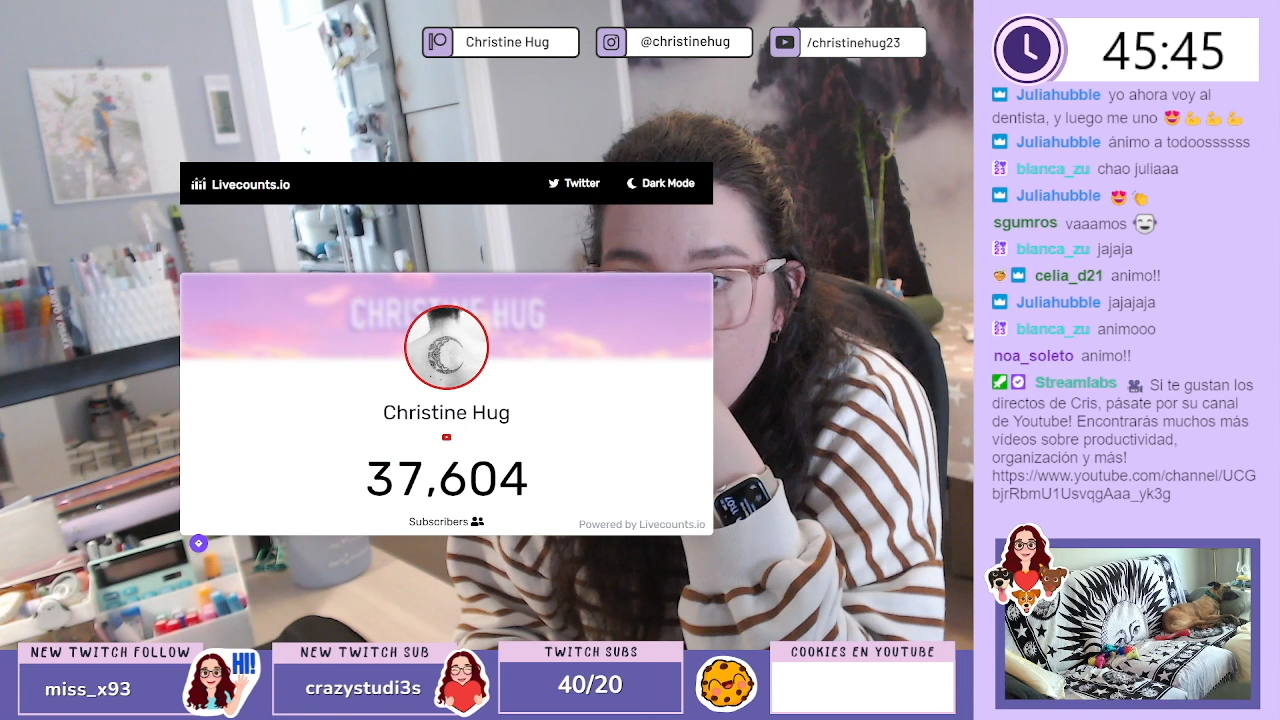 Christine Hug
@christinehug
/christinehug23
45:45
Juliahubble yo ahora voy al
dentista, y luego me uno 😍💪💪💪
Juliahubble ánimo a todoossssss
blanca_zu chao juliaaa
Juliahubble 😍👏
sgumros vaaamos
blanca_zu jajaja
celia_d21 animo!!
Juliahubble jajajaja
blanca_zu animooo
noa_soleto animo!!
Streamlabs 🎥 Si te gustan los
directos de Cris, pásate por su canal
de Youtube! Encontrarás muchos más
vídeos sobre productividad,
organización y más!
https://www.youtube.com/channel/UCG
bjrRbmU1UsvqgAaa_yk3g
Livecounts.io
Twitter
Dark Mode
CHRISTINE HUG
Christine Hug
37,604
Subscribers
Powered by Livecounts.io
11:07
NEW TWITCH FOLLOW
miss_x93
HI!
NEW TWITCH SUB
crazystudi3s
TWITCH SUBS
40/20
COOKIES EN YOUTUBE